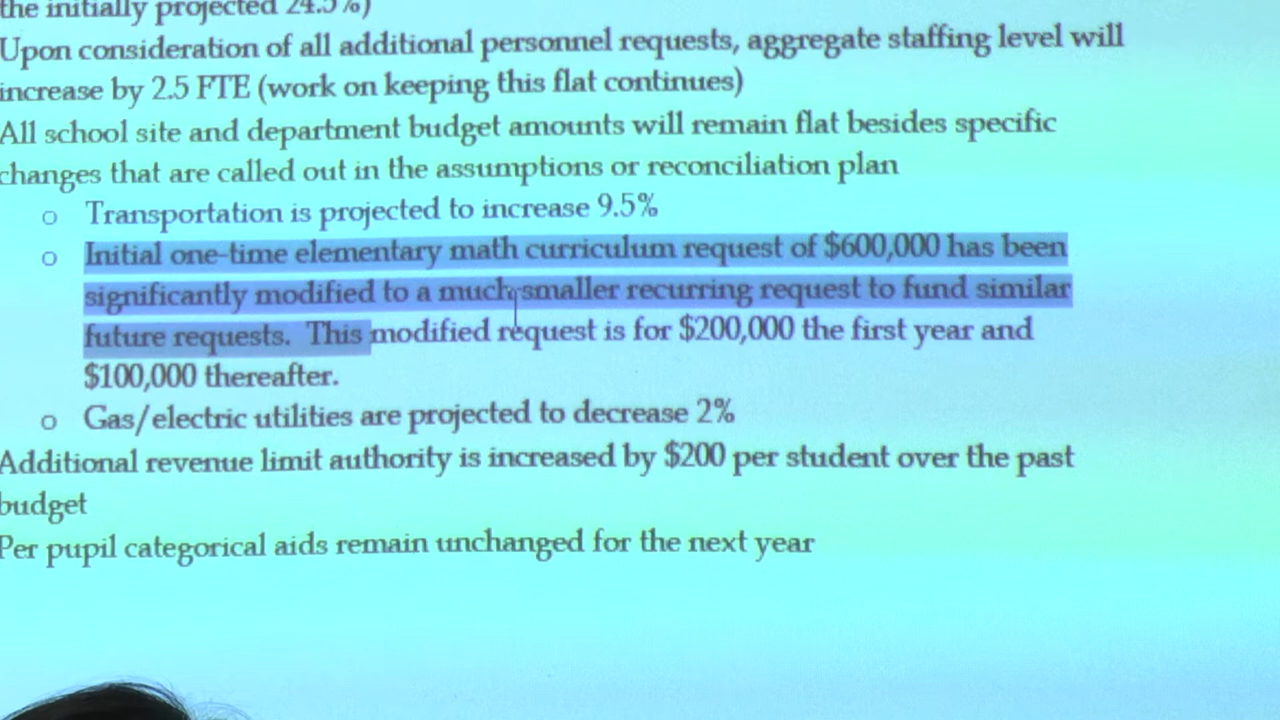 the initially projected 24.5%)
Upon consideration of all additional personnel requests, aggregate staffing level will
increase by 2.5 FTE (work on keeping this flat continues)
All school site and department budget amounts will remain flat besides specific
changes that are called out in the assumptions or reconciliation plan
o Transportation is projected to increase 9.5%
o Initial one-time elementary math curriculum request of $600,000 has been
significantly modified to a much smaller recurring request to fund similar
future requests. This modified request is for $200,000 the first year and
$100,000 thereafter.
o Gas/electric utilities are projected to decrease 2%
Additional revenue limit authority is increased by $200 per student over the past
budget
Per pupil categorical aids remain unchanged for the next year